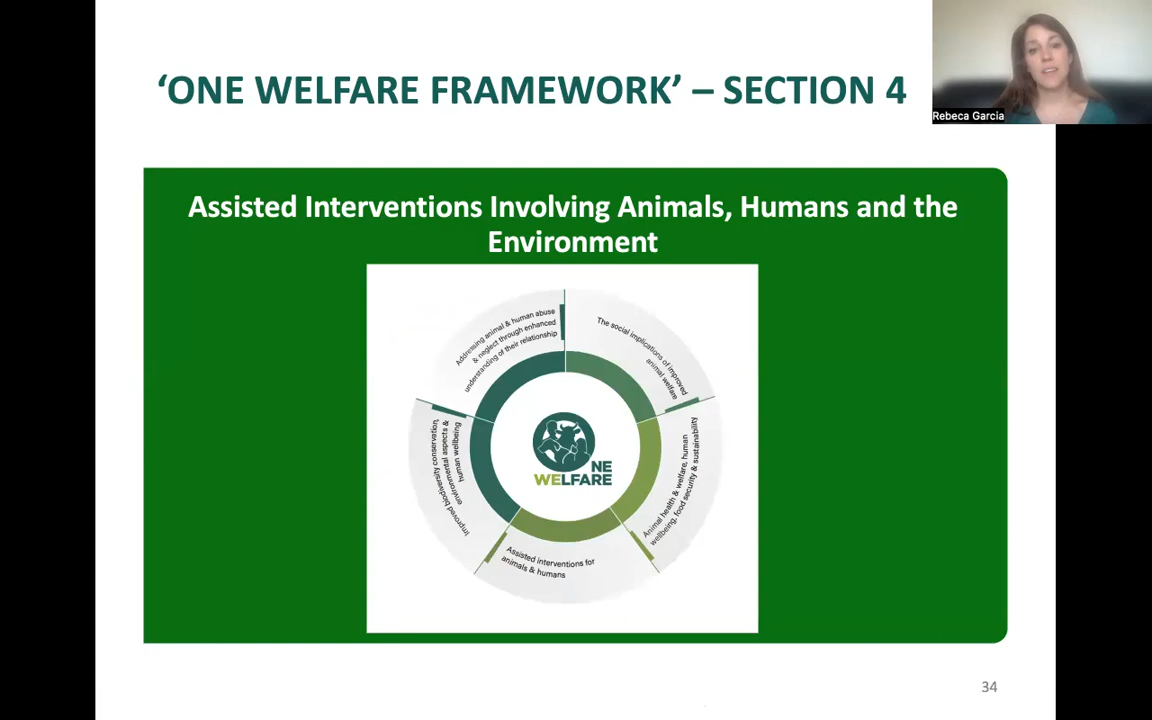 ‘ONE WELFARE FRAMEWORK’ – SECTION 4
Rebeca Garcia
Assisted Interventions Involving Animals, Humans and the
Environment
Addressing animal & human abuse
& neglect through enhanced
understanding of their relationship
The social implications of improved
animal welfare
Improved biodiversity conservation,
environmental aspects &
human wellbeing
Animal health & welfare, human
wellbeing, food security & sustainability
ONE
WELFARE
Assisted interventions for
animals & humans
34